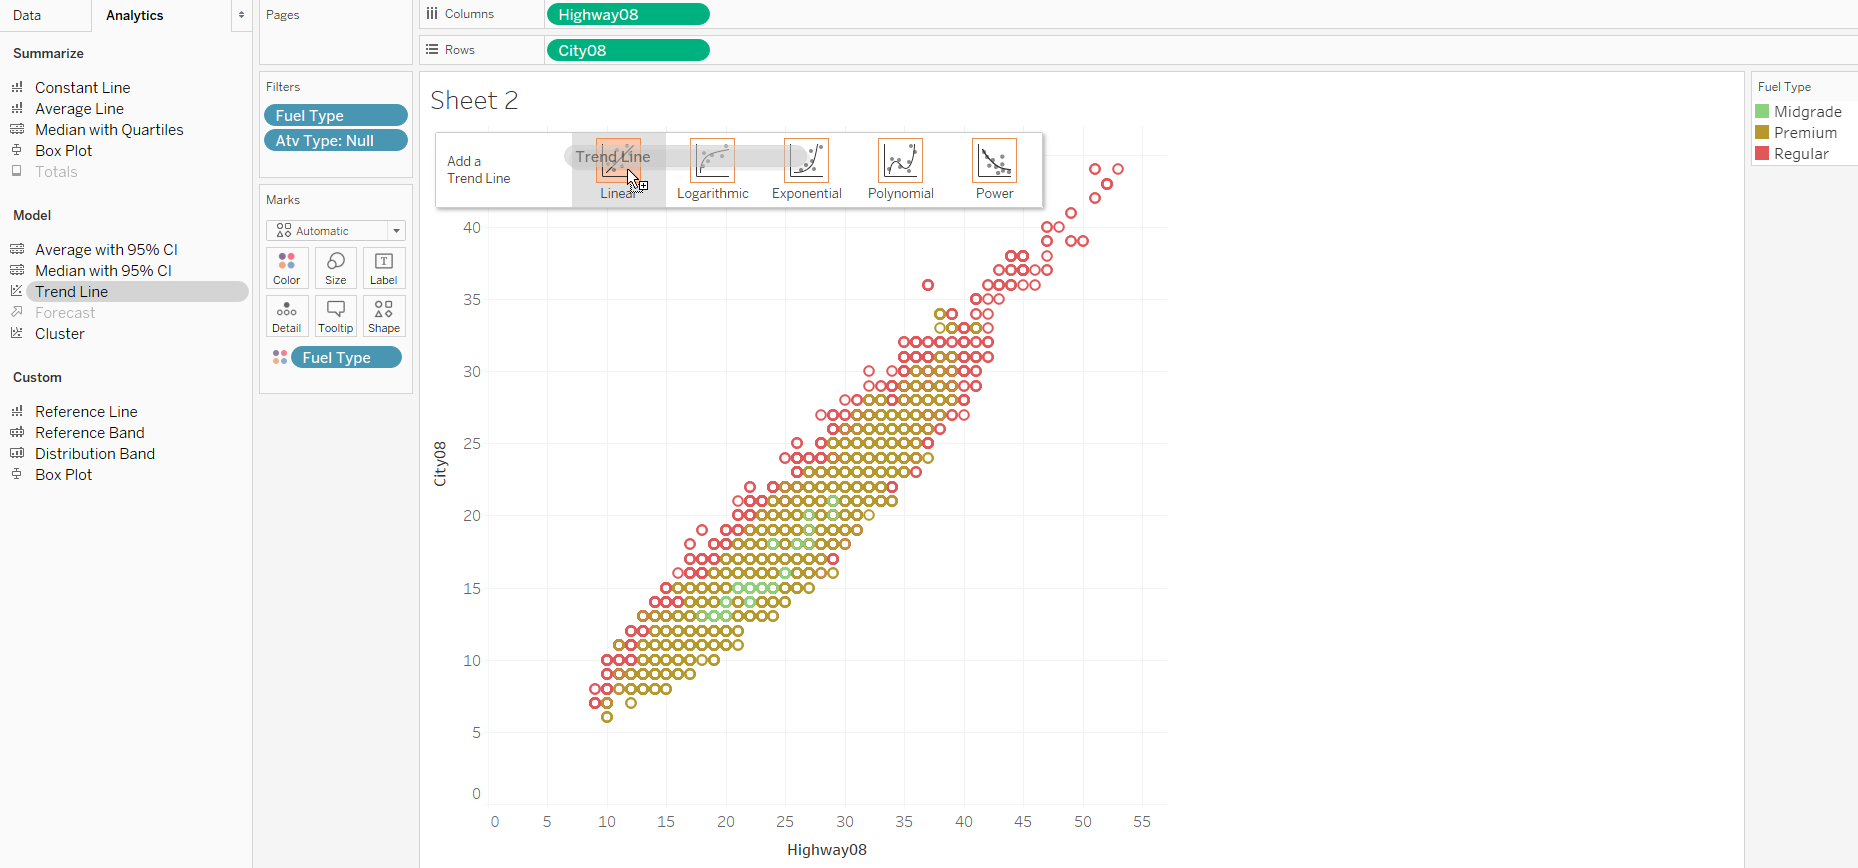 Data
Analytics
Summarize
Constant Line
Average Line
Median with Quartiles
Box Plot
Totals
Model
Average with 95% CI
Median with 95% CI
Trend Line
Forecast
Cluster
Custom
Reference Line
Reference Band
Distribution Band
Box Plot
Pages
Filters
Fuel Type
Atv Type: Null
Marks
Automatic
Color
Size
Label
Detail
Tooltip
Shape
Fuel Type
Columns
Highway08
Rows
City08
Sheet 2
Add a
Trend Line
Trend Line
Linear
Logarithmic
Exponential
Polynomial
Power
40
35
30
25
20
15
10
5
0
City08
0
5
10
15
20
25
30
35
40
45
50
55
Highway08
Fuel Type
Midgrade
Premium
Regular